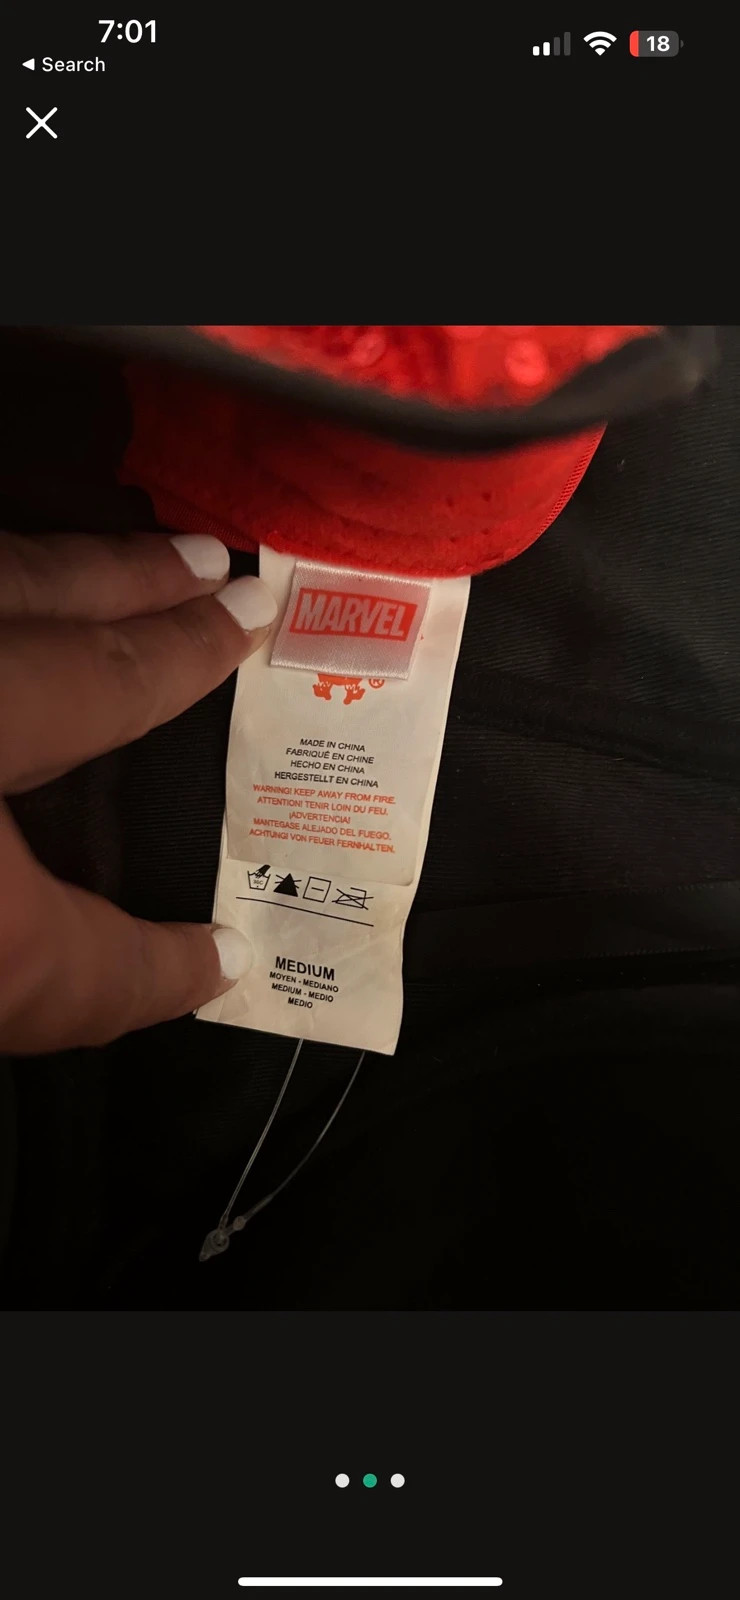 7:01
18
◀ Search
MARVEL
®
MADE IN CHINA
FABRIQUÉ EN CHINE
HECHO EN CHINA
HERGESTELLT EN CHINA
WARNING! KEEP AWAY FROM FIRE.
ATTENTION! TENIR LOIN DU FEU.
¡ADVERTENCIA!
MANTEGASE ALEJADO DEL FUEGO.
ACHTUNG! VON FEUER FERNHALTEN.
MEDIUM
MOYEN - MEDIANO
MEDIUM - MEDIO
MEDIO